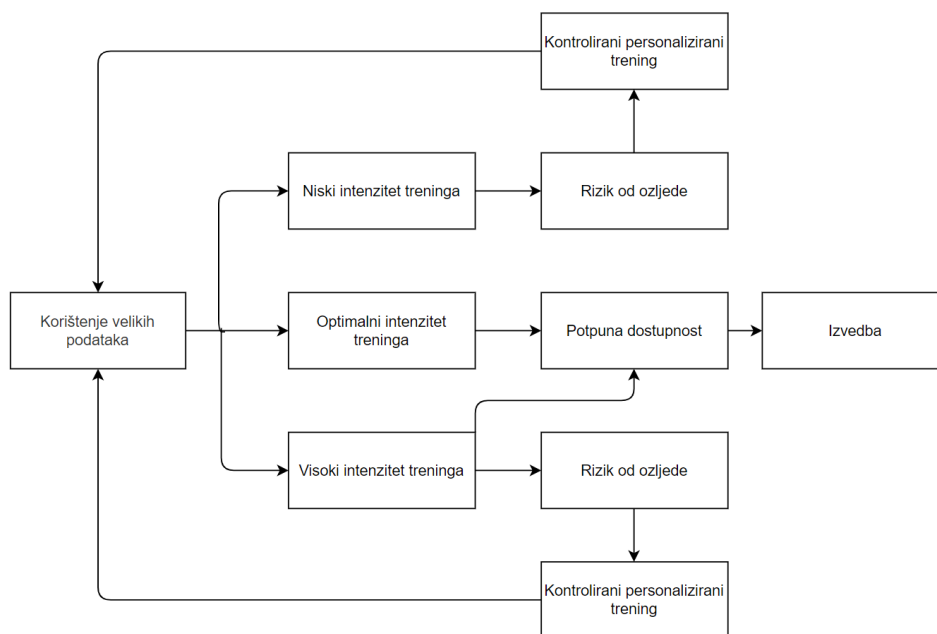 Kontrolirani personalizirani
trening
Niski intenzitet treninga
Rizik od ozljede
Korištenje velikih
podataka
Optimalni intenzitet
treninga
Potpuna dostupnost
Izvedba
Visoki intenzitet treninga
Rizik od ozljede
Kontrolirani personalizirani
trening